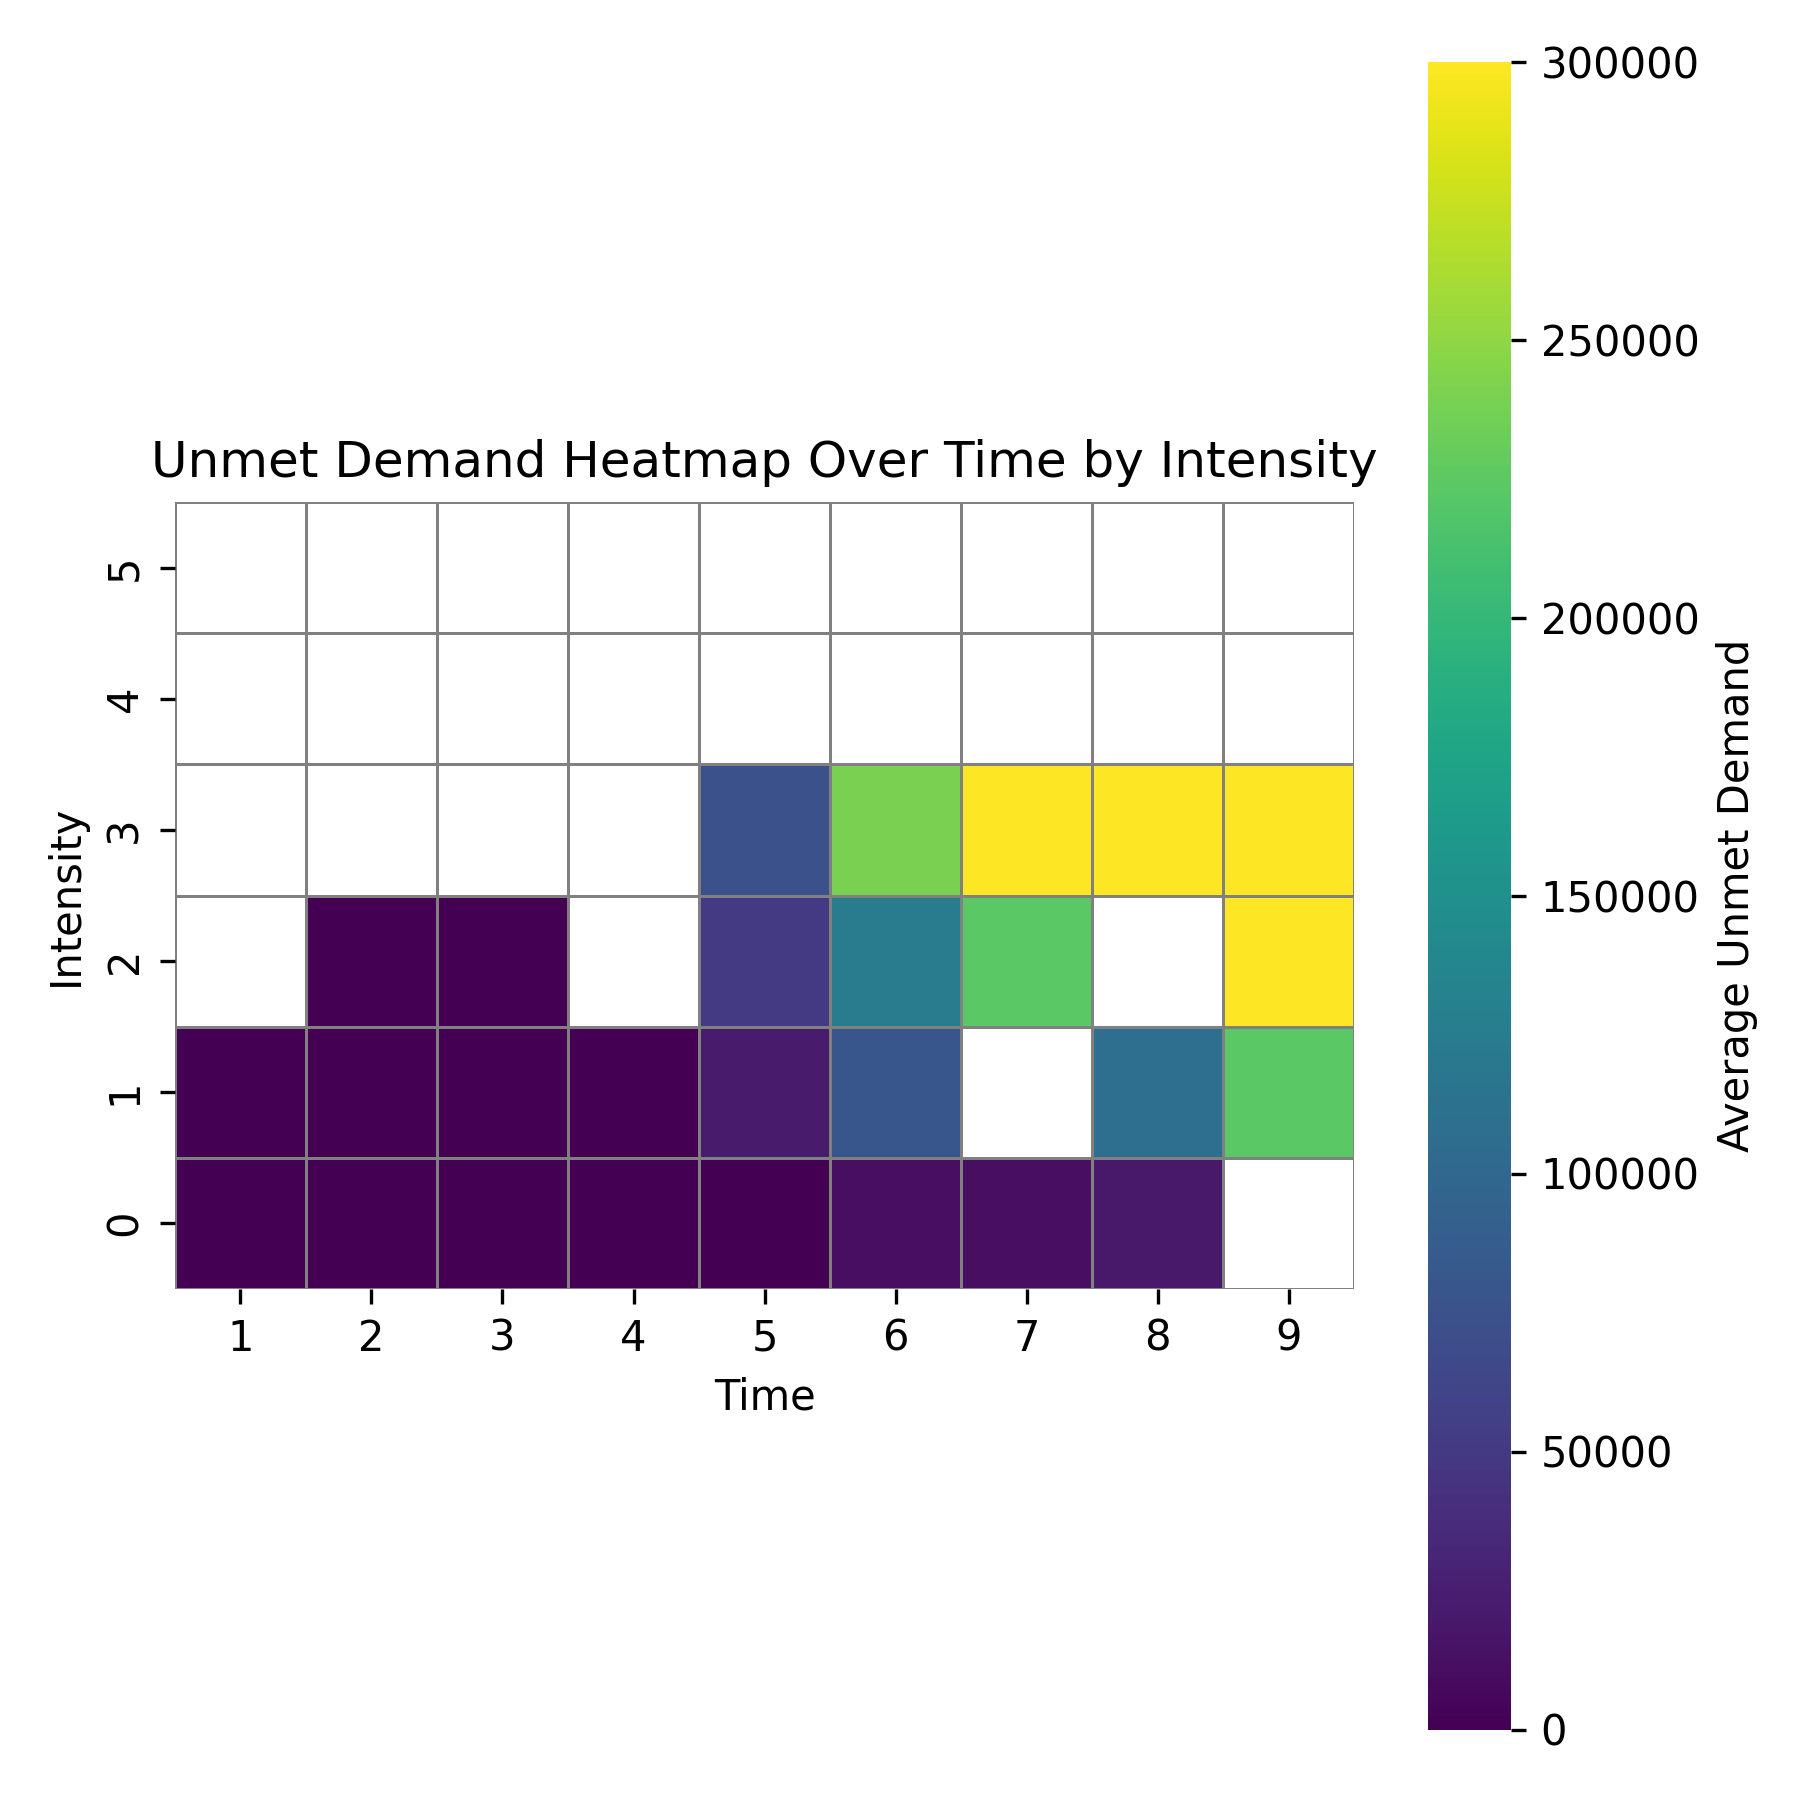 Unmet Demand Heatmap Over Time by Intensity
Intensity
5
4
3
2
1
0
1 2 3 4 5 6 7 8 9
Time
300000
250000
200000
150000
100000
50000
0
Average Unmet Demand